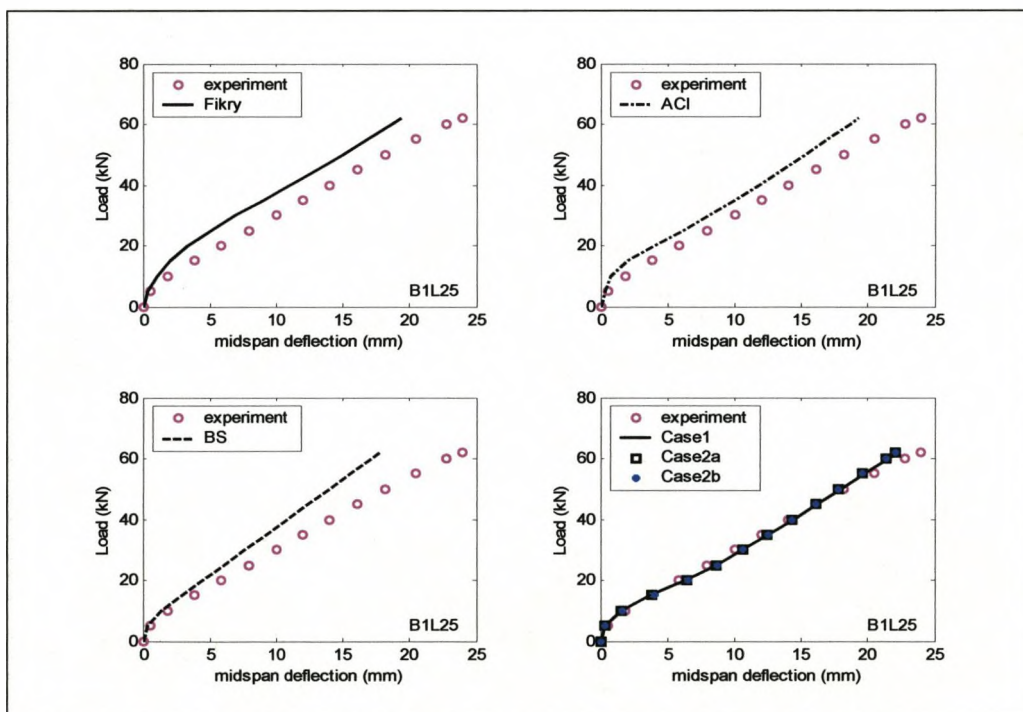 experiment
Fikry
80
60
40
20
0
Load (kN)
B1L25
0 5 10 15 20 25
midspan deflection (mm)
experiment
ACI
80
60
40
20
0
Load (kN)
B1L25
0 5 10 15 20 25
midspan deflection (mm)
experiment
BS
80
60
40
20
0
Load (kN)
B1L25
0 5 10 15 20 25
midspan deflection (mm)
experiment
Case1
Case2a
Case2b
80
60
40
20
0
Load (kN)
B1L25
0 5 10 15 20 25
midspan deflection (mm)